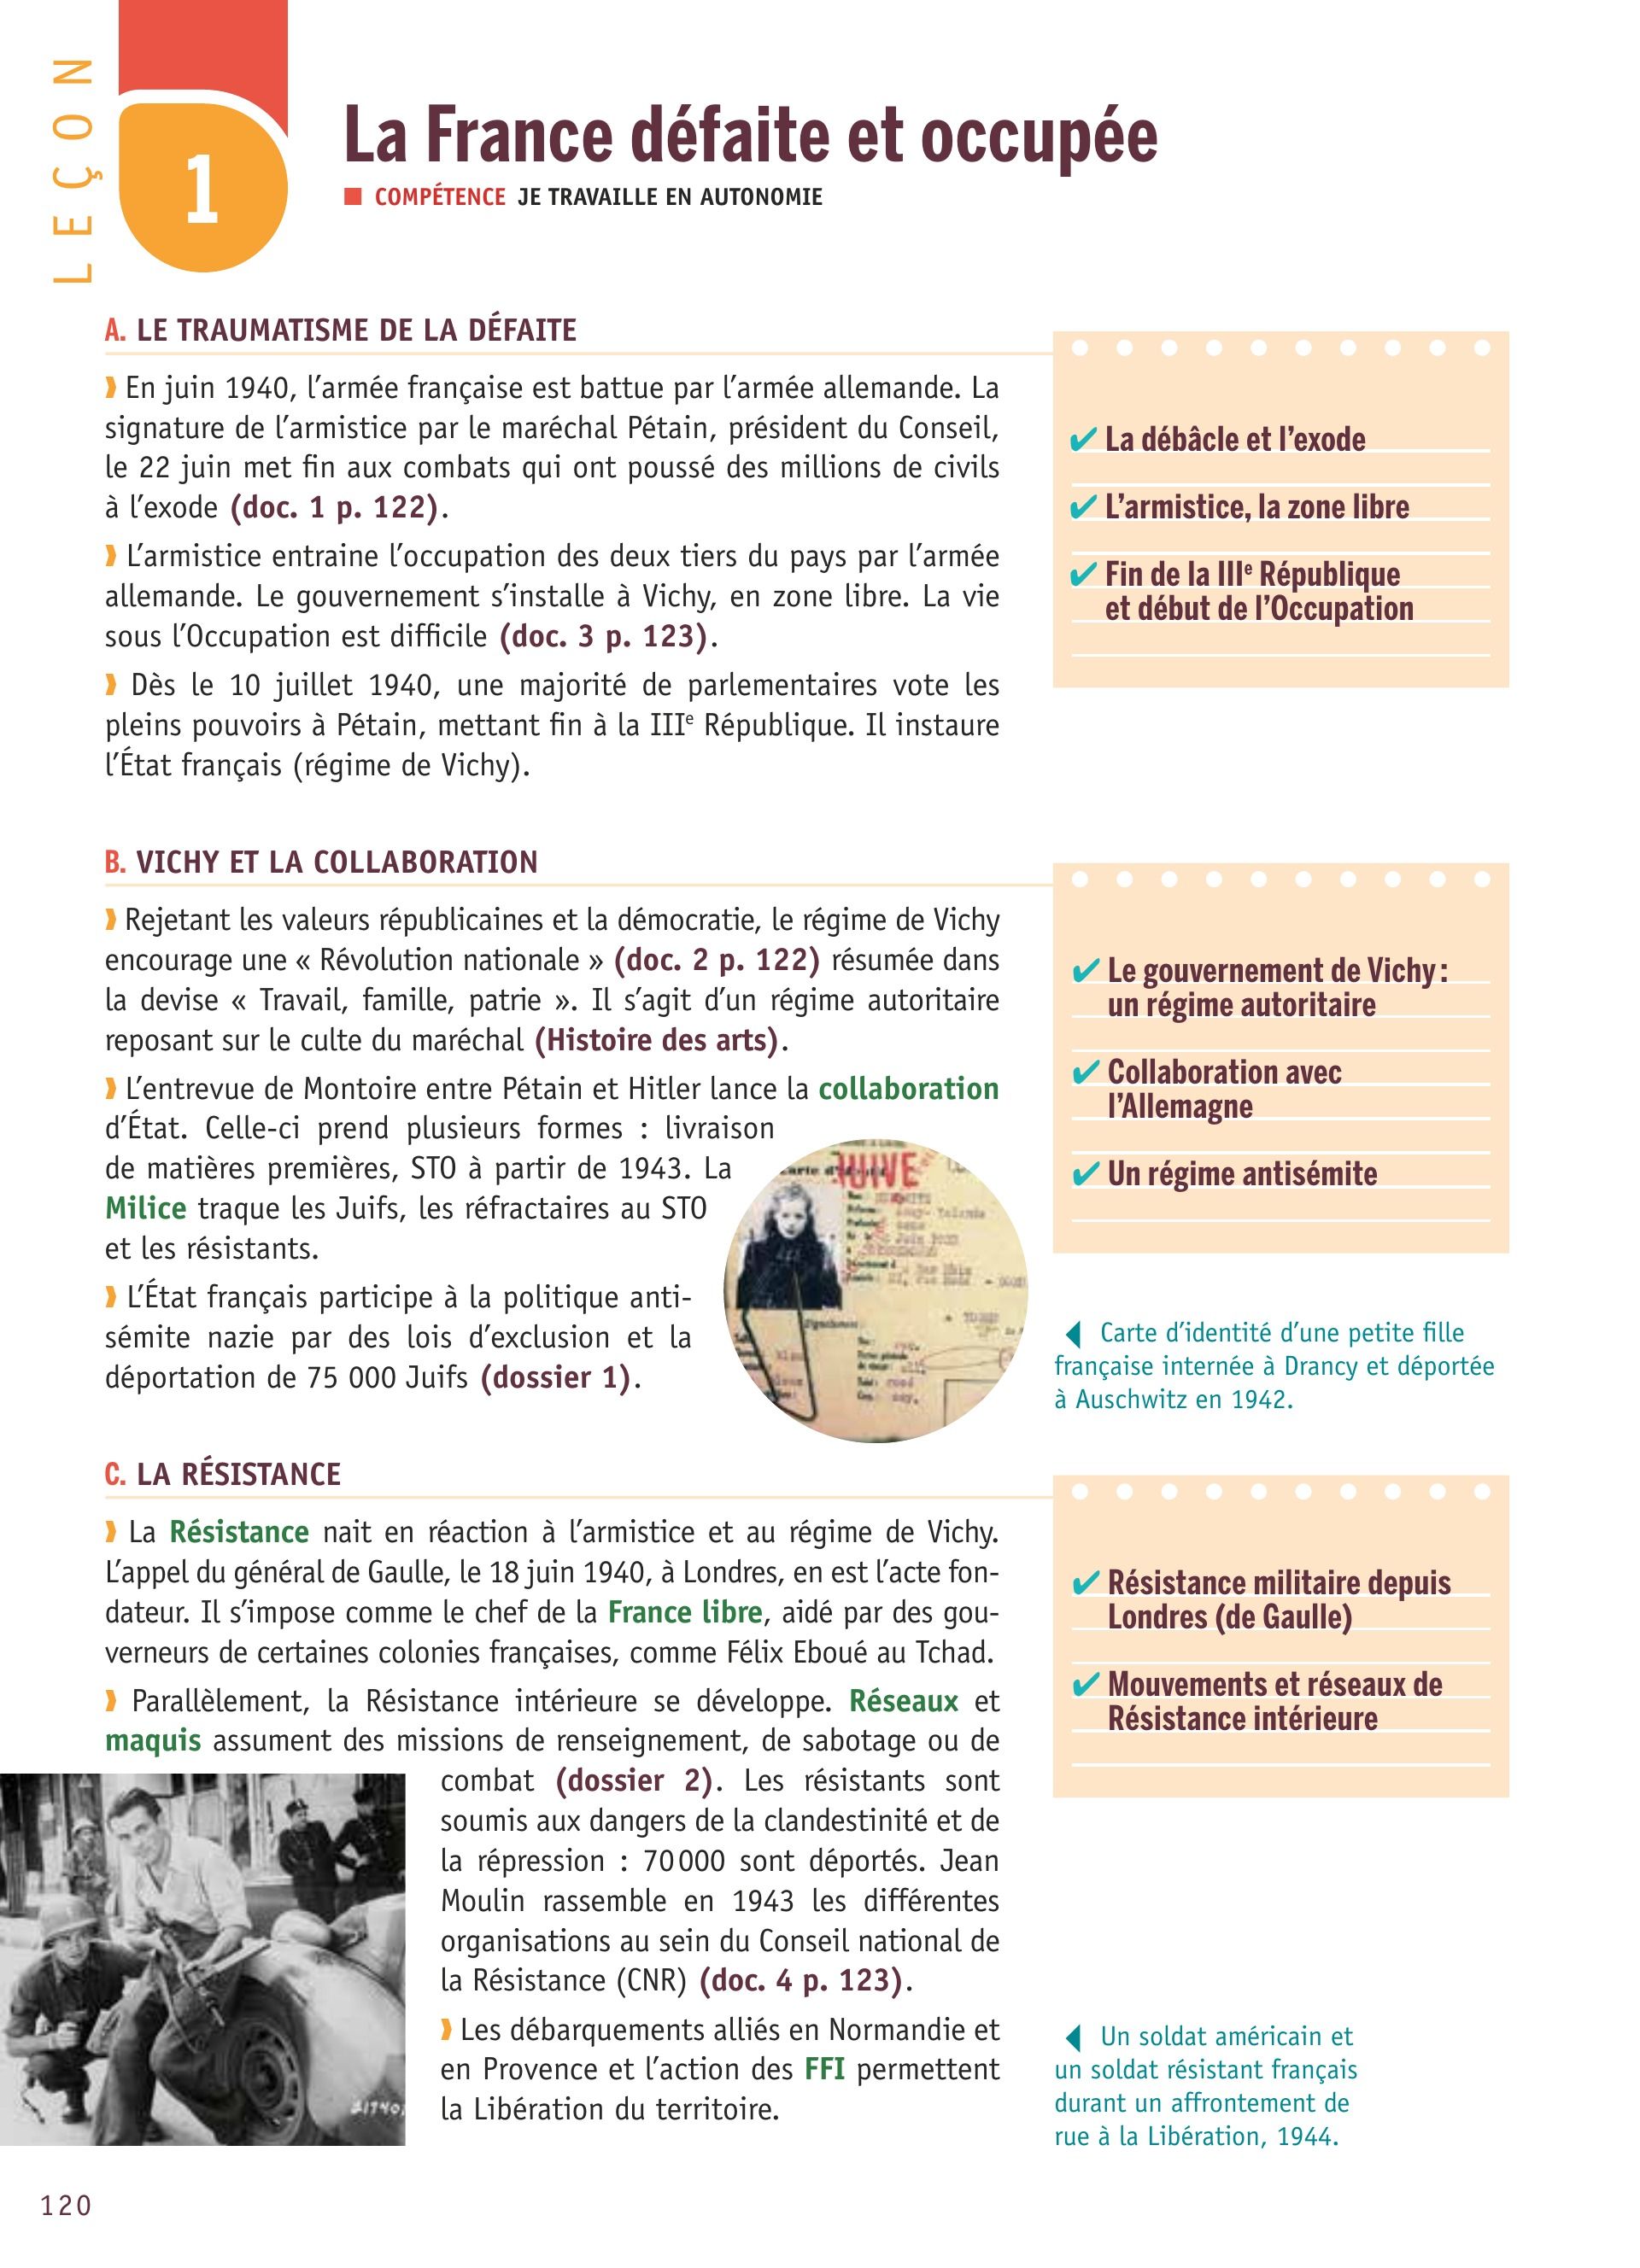 LEÇON
1
La France défaite et occupée
COMPÉTENCE JE TRAVAILLE EN AUTONOMIE
A. LE TRAUMATISME DE LA DÉFAITE
En juin 1940, l’armée française est battue par l’armée allemande. La
signature de l’armistice par le maréchal Pétain, président du Conseil,
le 22 juin met fin aux combats qui ont poussé des millions de civils
à l’exode (doc. 1 p. 122).
L’armistice entraine l’occupation des deux tiers du pays par l’armée
allemande. Le gouvernement s’installe à Vichy, en zone libre. La vie
sous l’Occupation est difficile (doc. 3 p. 123).
Dès le 10 juillet 1940, une majorité de parlementaires vote les
pleins pouvoirs à Pétain, mettant fin à la IIIe République. Il instaure
l’État français (régime de Vichy).
✔ La débâcle et l’exode
✔ L’armistice, la zone libre
✔ Fin de la IIIe République
et début de l’Occupation
B. VICHY ET LA COLLABORATION
Rejetant les valeurs républicaines et la démocratie, le régime de Vichy
encourage une « Révolution nationale » (doc. 2 p. 122) résumée dans
la devise « Travail, famille, patrie ». Il s’agit d’un régime autoritaire
reposant sur le culte du maréchal (Histoire des arts).
L’entrevue de Montoire entre Pétain et Hitler lance la collaboration
d’État. Celle-ci prend plusieurs formes : livraison
de matières premières, STO à partir de 1943. La
Milice traque les Juifs, les réfractaires au STO
et les résistants.
L’État français participe à la politique anti-
sémite nazie par des lois d’exclusion et la
déportation de 75 000 Juifs (dossier 1).
JUIVE
✔ Le gouvernement de Vichy :
un régime autoritaire
✔ Collaboration avec
l’Allemagne
✔ Un régime antisémite
Carte d’identité d’une petite fille
française internée à Drancy et déportée
à Auschwitz en 1942.
C. LA RÉSISTANCE
La Résistance nait en réaction à l’armistice et au régime de Vichy.
L’appel du général de Gaulle, le 18 juin 1940, à Londres, en est l’acte fon-
dateur. Il s’impose comme le chef de la France libre, aidé par des gou-
verneurs de certaines colonies françaises, comme Félix Eboué au Tchad.
Parallèlement, la Résistance intérieure se développe. Réseaux et
maquis assument des missions de renseignement, de sabotage ou de
combat (dossier 2). Les résistants sont
soumis aux dangers de la clandestinité et de
la répression : 70 000 sont déportés. Jean
Moulin rassemble en 1943 les différentes
organisations au sein du Conseil national de
la Résistance (CNR) (doc. 4 p. 123).
Les débarquements alliés en Normandie et
en Provence et l’action des FFI permettent
la Libération du territoire.
✔ Résistance militaire depuis
Londres (de Gaulle)
✔ Mouvements et réseaux de
Résistance intérieure
Un soldat américain et
un soldat résistant français
durant un affrontement de
rue à la Libération, 1944.
120